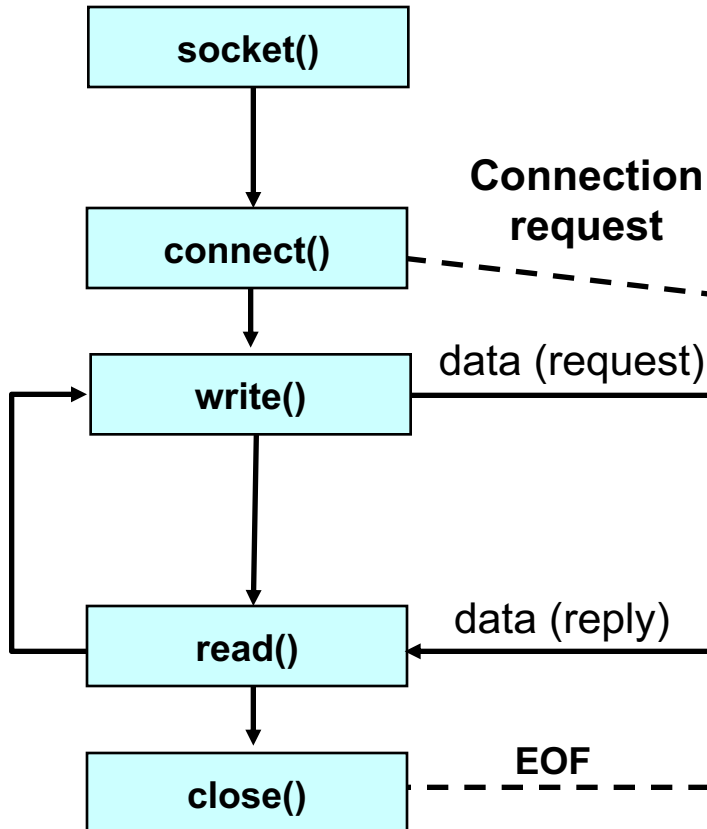 socket()
Connection
request
connect()
data (request)
write()
data (reply)
read()
EOF
close()